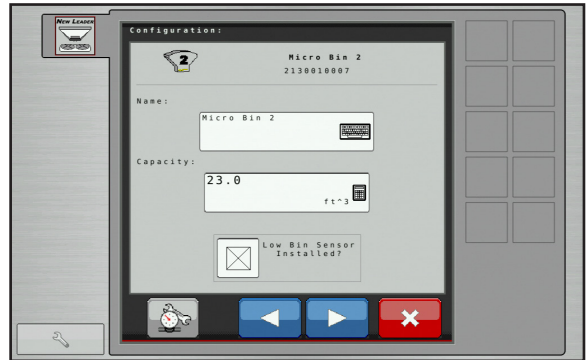 NEW LEADER
Configuration:
2
Micro Bin 2
2130010007
Name:
Micro Bin 2
Capacity:
23.0
ft^3
Low Bin Sensor
Installed?